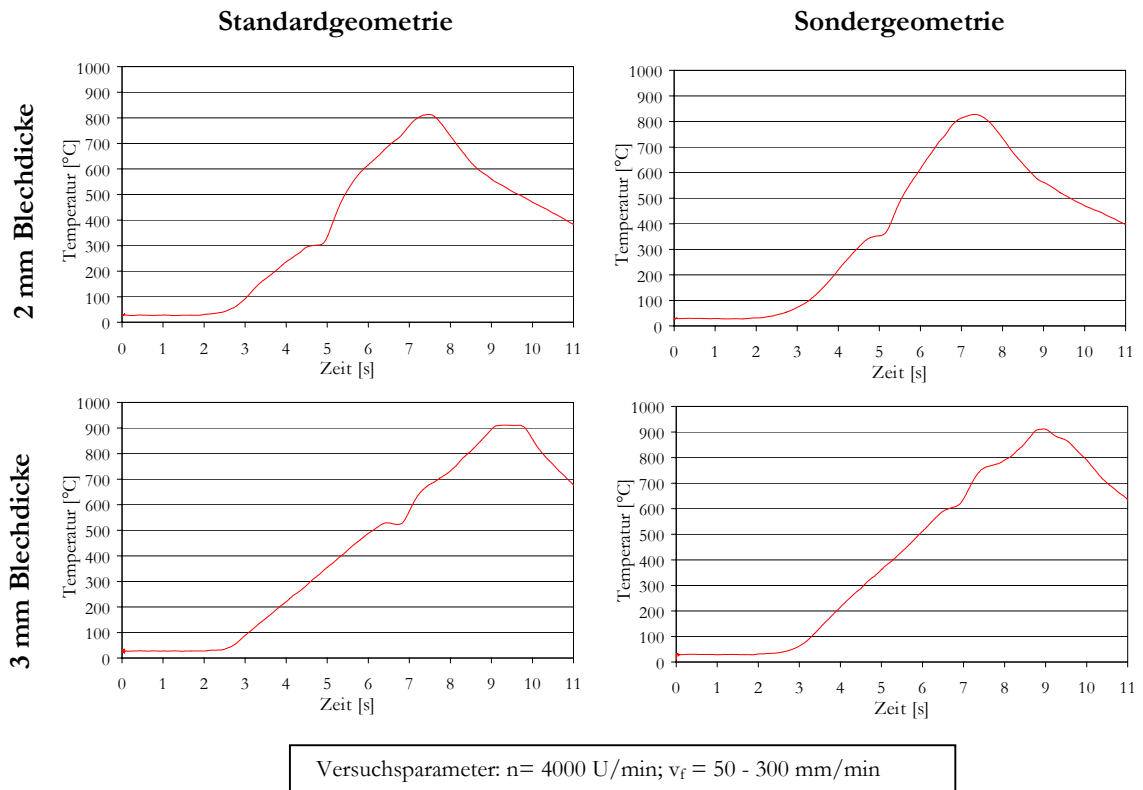 Standardgeometrie
Sondergeometrie
2 mm Blechdicke
Temperatur [°C]
1000
900
800
700
600
500
400
300
200
100
0
0 1 2 3 4 5 6 7 8 9 10 11
Zeit [s]
Temperatur [°C]
1000
900
800
700
600
500
400
300
200
100
0
0 1 2 3 4 5 6 7 8 9 10 11
Zeit [s]
3 mm Blechdicke
Temperatur [°C]
1000
900
800
700
600
500
400
300
200
100
0
0 1 2 3 4 5 6 7 8 9 10 11
Zeit [s]
Temperatur [°C]
1000
900
800
700
600
500
400
300
200
100
0
0 1 2 3 4 5 6 7 8 9 10 11
Zeit [s]
Versuchsparameter: n= 4000 U/min; vf = 50 - 300 mm/min